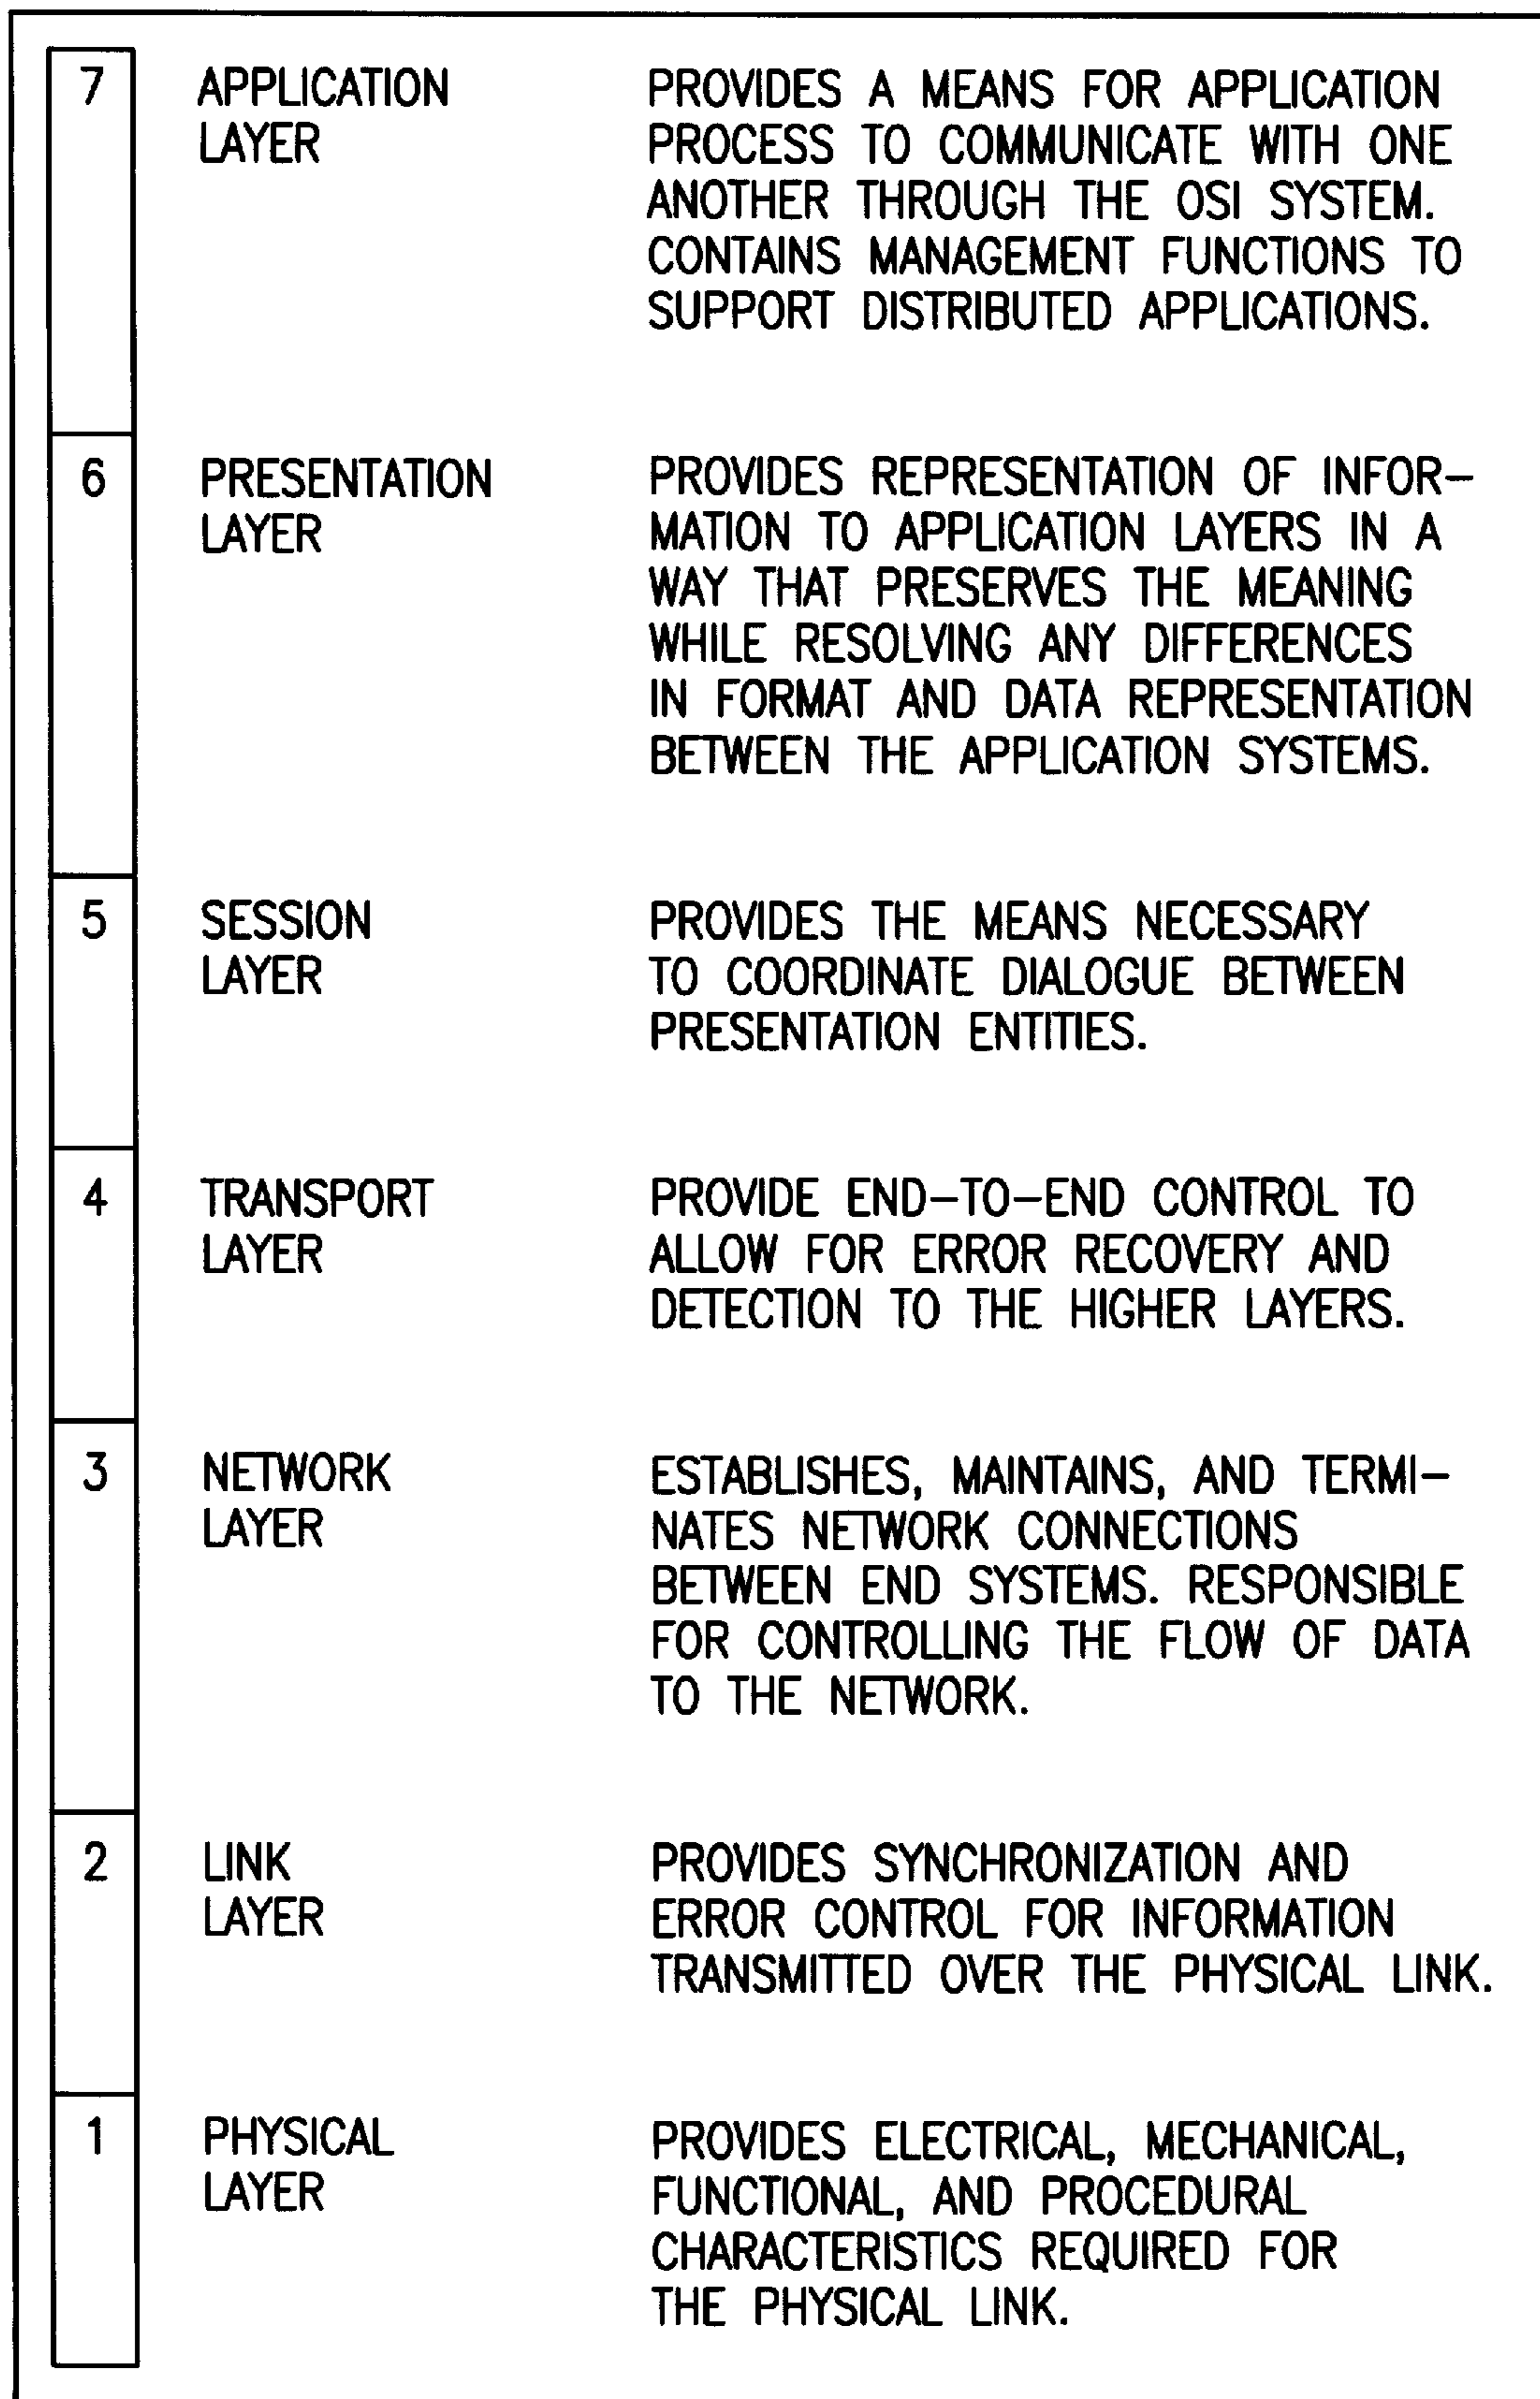 7 APPLICATION LAYER
PROVIDES A MEANS FOR APPLICATION
PROCESS TO COMMUNICATE WITH ONE
ANOTHER THROUGH THE OSI SYSTEM.
CONTAINS MANAGEMENT FUNCTIONS TO
SUPPORT DISTRIBUTED APPLICATIONS.
6 PRESENTATION LAYER
PROVIDES REPRESENTATION OF INFOR-
MATION TO APPLICATION LAYERS IN A
WAY THAT PRESERVES THE MEANING
WHILE RESOLVING ANY DIFFERENCES
IN FORMAT AND DATA REPRESENTATION
BETWEEN THE APPLICATION SYSTEMS.
5 SESSION LAYER
PROVIDES THE MEANS NECESSARY
TO COORDINATE DIALOGUE BETWEEN
PRESENTATION ENTITIES.
4 TRANSPORT LAYER
PROVIDE END-TO-END CONTROL TO
ALLOW FOR ERROR RECOVERY AND
DETECTION TO THE HIGHER LAYERS.
3 NETWORK LAYER
ESTABLISHES, MAINTAINS, AND TERMI-
NATES NETWORK CONNECTIONS
BETWEEN END SYSTEMS. RESPONSIBLE
FOR CONTROLLING THE FLOW OF DATA
TO THE NETWORK.
2 LINK LAYER
PROVIDES SYNCHRONIZATION AND
ERROR CONTROL FOR INFORMATION
TRANSMITTED OVER THE PHYSICAL LINK.
1 PHYSICAL LAYER
PROVIDES ELECTRICAL, MECHANICAL,
FUNCTIONAL, AND PROCEDURAL
CHARACTERISTICS REQUIRED FOR
THE PHYSICAL LINK.